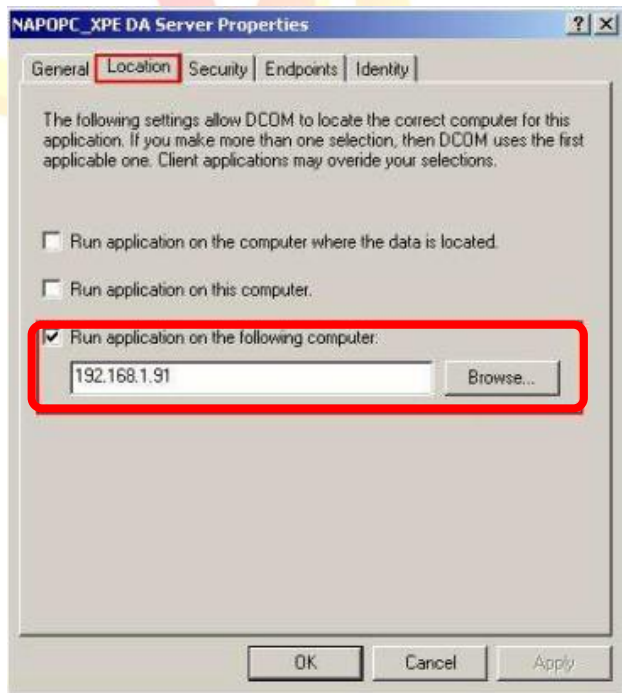 NAPOPC_XPE DA Server Properties
General Location Security Endpoints Identity
The following settings allow DCOM to locate the correct computer for this
application. If you make more than one selection, then DCOM uses the first
applicable one. Client applications may overide your selections.
Run application on the computer where the data is located.
Run application on this computer.
Run application on the following computer:
192.168.1.91
Browse...
OK Cancel Apply